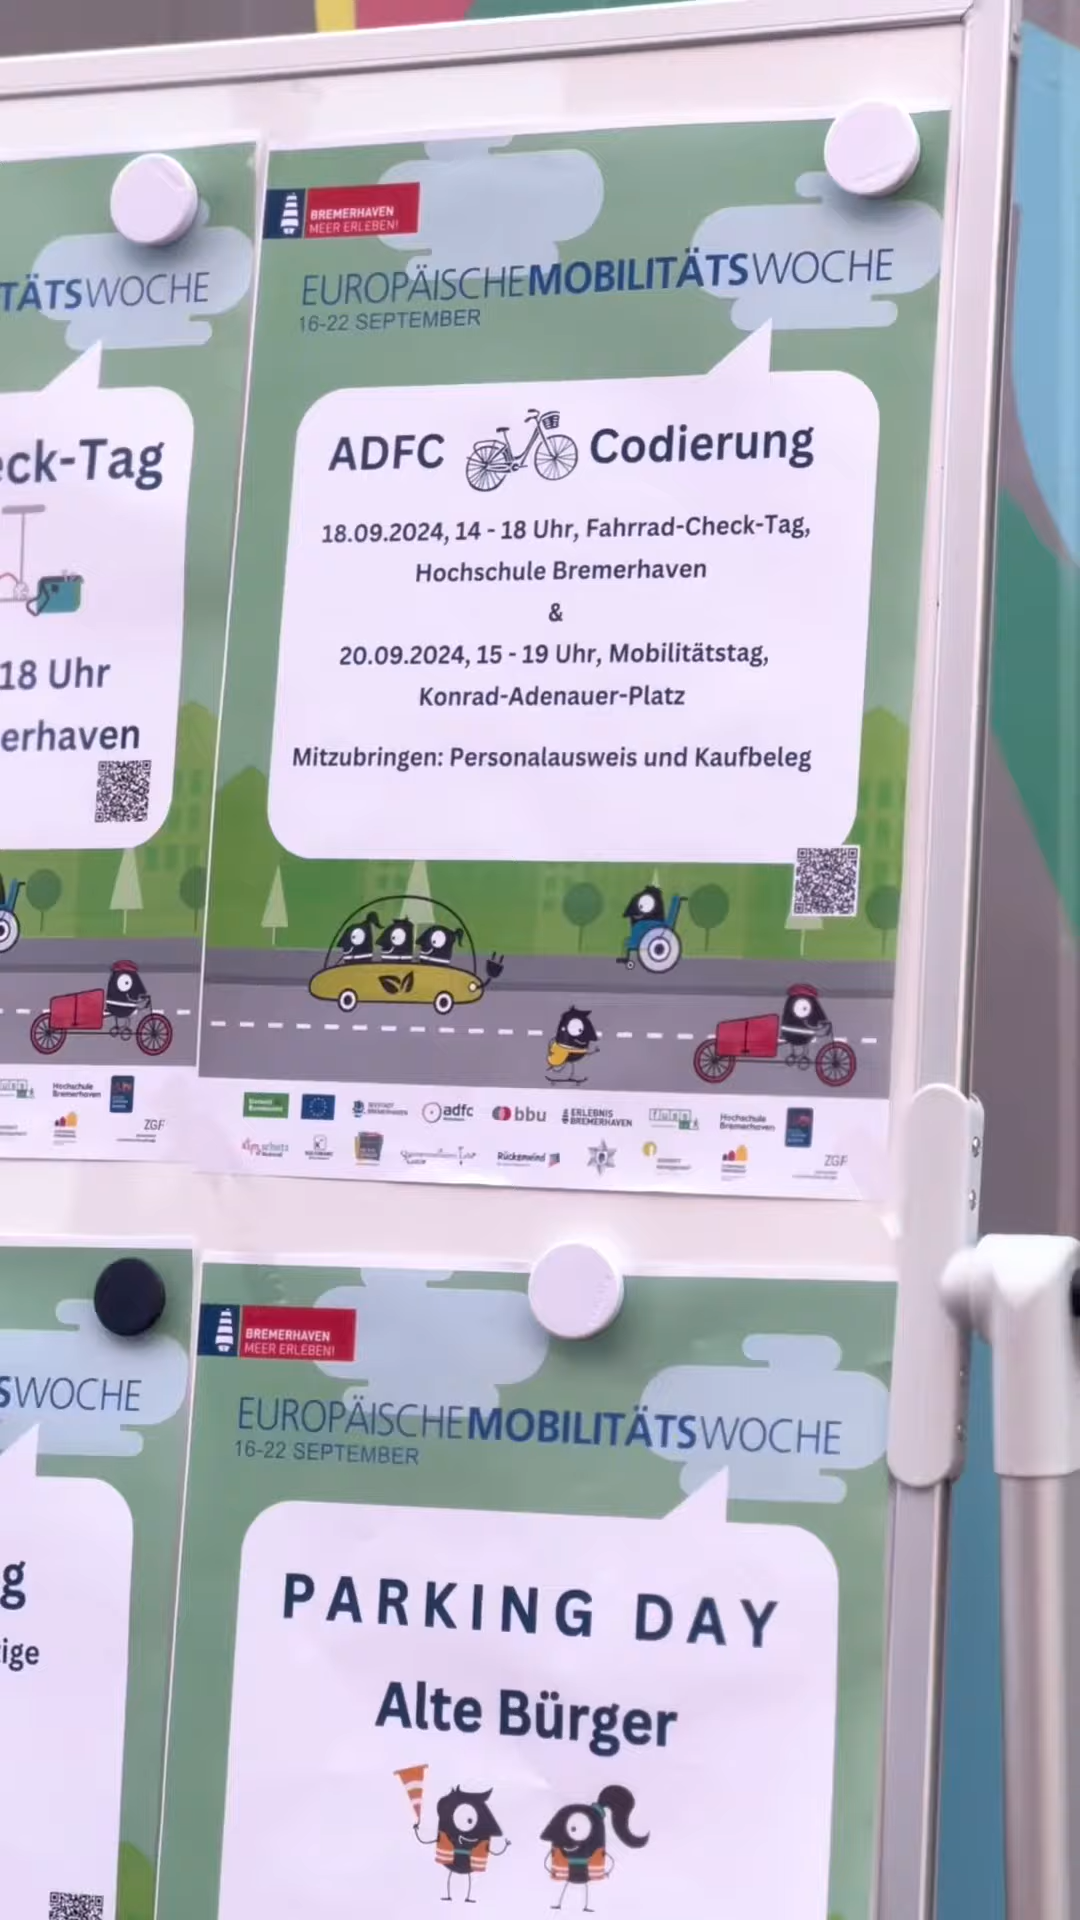 BREMERHAVEN
MEER ERLEBEN!
TÄTSWOCHE
EUROPÄISCHEMOBILITÄTSWOCHE
16-22 SEPTEMBER
eck-Tag
18 Uhr
erhaven
ADFC Codierung
18.09.2024, 14 - 18 Uhr, Fahrrad-Check-Tag,
Hochschule Bremerhaven
&
20.09.2024, 15 - 19 Uhr, Mobilitätstag,
Konrad-Adenauer-Platz
Mitzubringen: Personalausweis und Kaufbeleg
Hochschule
Bremerhaven
ZGF
adfc
bbu
ERLEBNIS
BREMERHAVEN
Hochschule
Bremerhaven
Rückenwind
ZGF
SWOCHE
g
ige
BREMERHAVEN
MEER ERLEBEN!
EUROPÄISCHEMOBILITÄTSWOCHE
16-22 SEPTEMBER
PARKING DAY
Alte Bürger